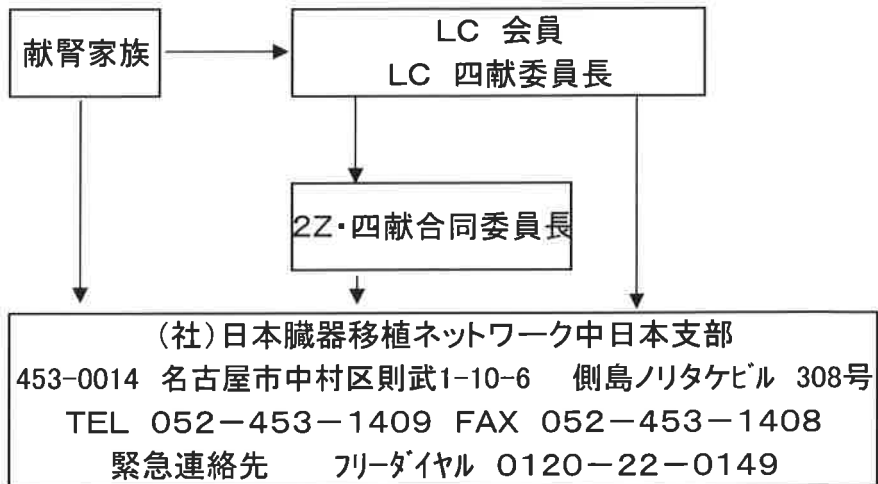 献腎家族
LC 会員
LC 四献委員長
2Z・四献合同委員長
(社)日本臓器移植ネットワーク中日本支部
453-0014 名古屋市中村区則武1-10-6 側島ノリタケビル 308号
TEL 052-453-1409 FAX 052-453-1408
緊急連絡先 フリーダイヤル 0120-22-0149